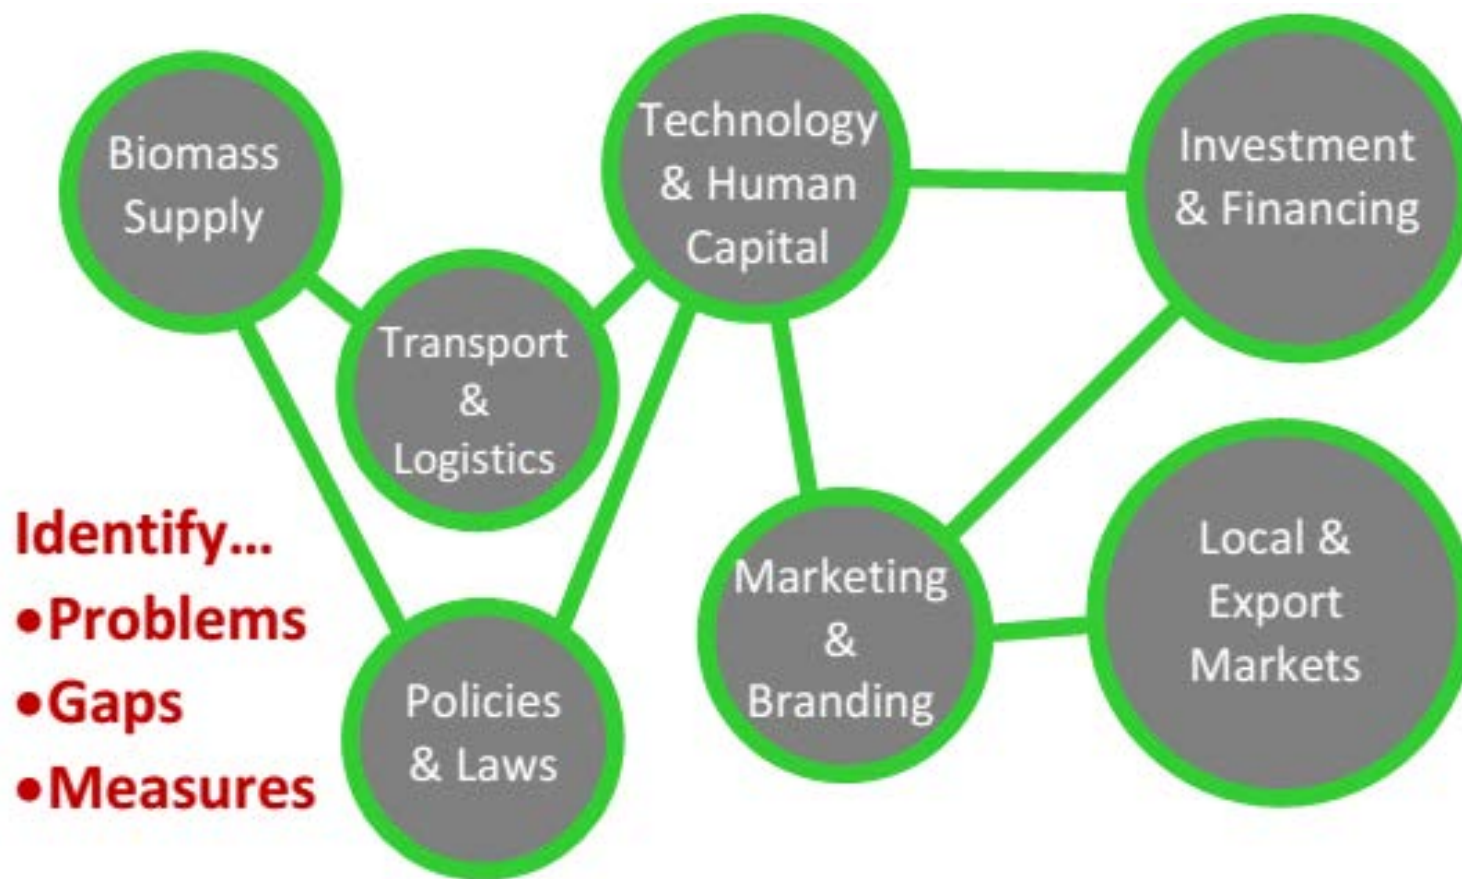 Biomass
Supply
Transport
&
Logistics
Technology
& Human
Capital
Investment
& Financing
Identify...
•Problems
•Gaps
•Measures
Policies
& Laws
Marketing
&
Branding
Local &
Export
Markets